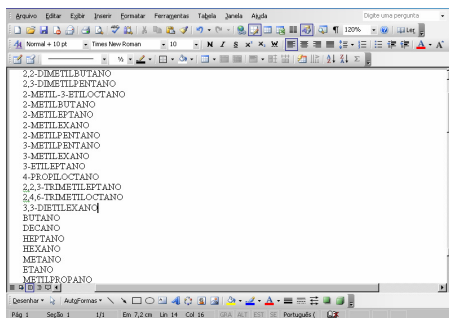 Arquivo Editar Exibir Inserir Formatar Ferramentas Tabela Janela Ajuda Digite uma pergunta
120% Ler
Normal + 10 pt Times New Roman 10 N I S x² x₂ W
½
2,2-DIMETILBUTANO
2,3-DIMETILPENTANO
2-METIL-3-ETILOCTANO
2-METILBUTANO
2-METILEPTANO
2-METILEXANO
2-METILPENTANO
3-METILPENTANO
3-METILEXANO
3-ETILEPTANO
4-PROPILOCTANO
2,2,3-TRIMETILEPTANO
2,4,6-TRIMETILOCTANO
3,3-DIETILEXANO
BUTANO
DECANO
HEPTANO
HEXANO
METANO
ETANO
METILPROPANO
Desenhar AutoFormas
Pág 1 Seção 1 1/1 Em 7,2 cm Lin 14 Col 16 GRA ALT EST SE Português (